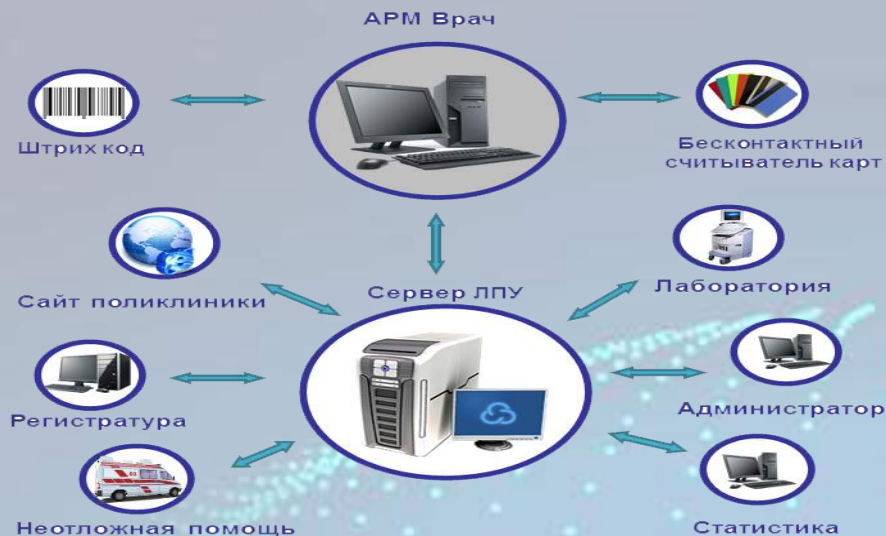 АРМ Врач
Штрих код
Бесконтактный
считыватель карт
Сайт поликлиники
Сервер ЛПУ
Лаборатория
Регистратура
Администратор
Неотложная помощь
Статистика